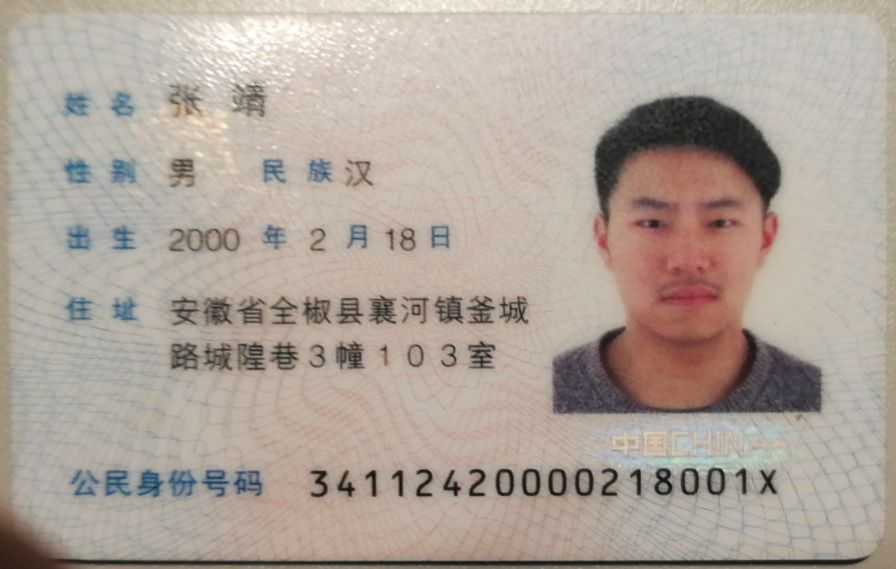 姓名 张靖
性别 男 民族 汉
出生 2000 年 2 月 18 日
住址 安徽省全椒县襄河镇釜城
路城隍巷3幢103室
中国CHINA
公民身份号码 34112420000218001X